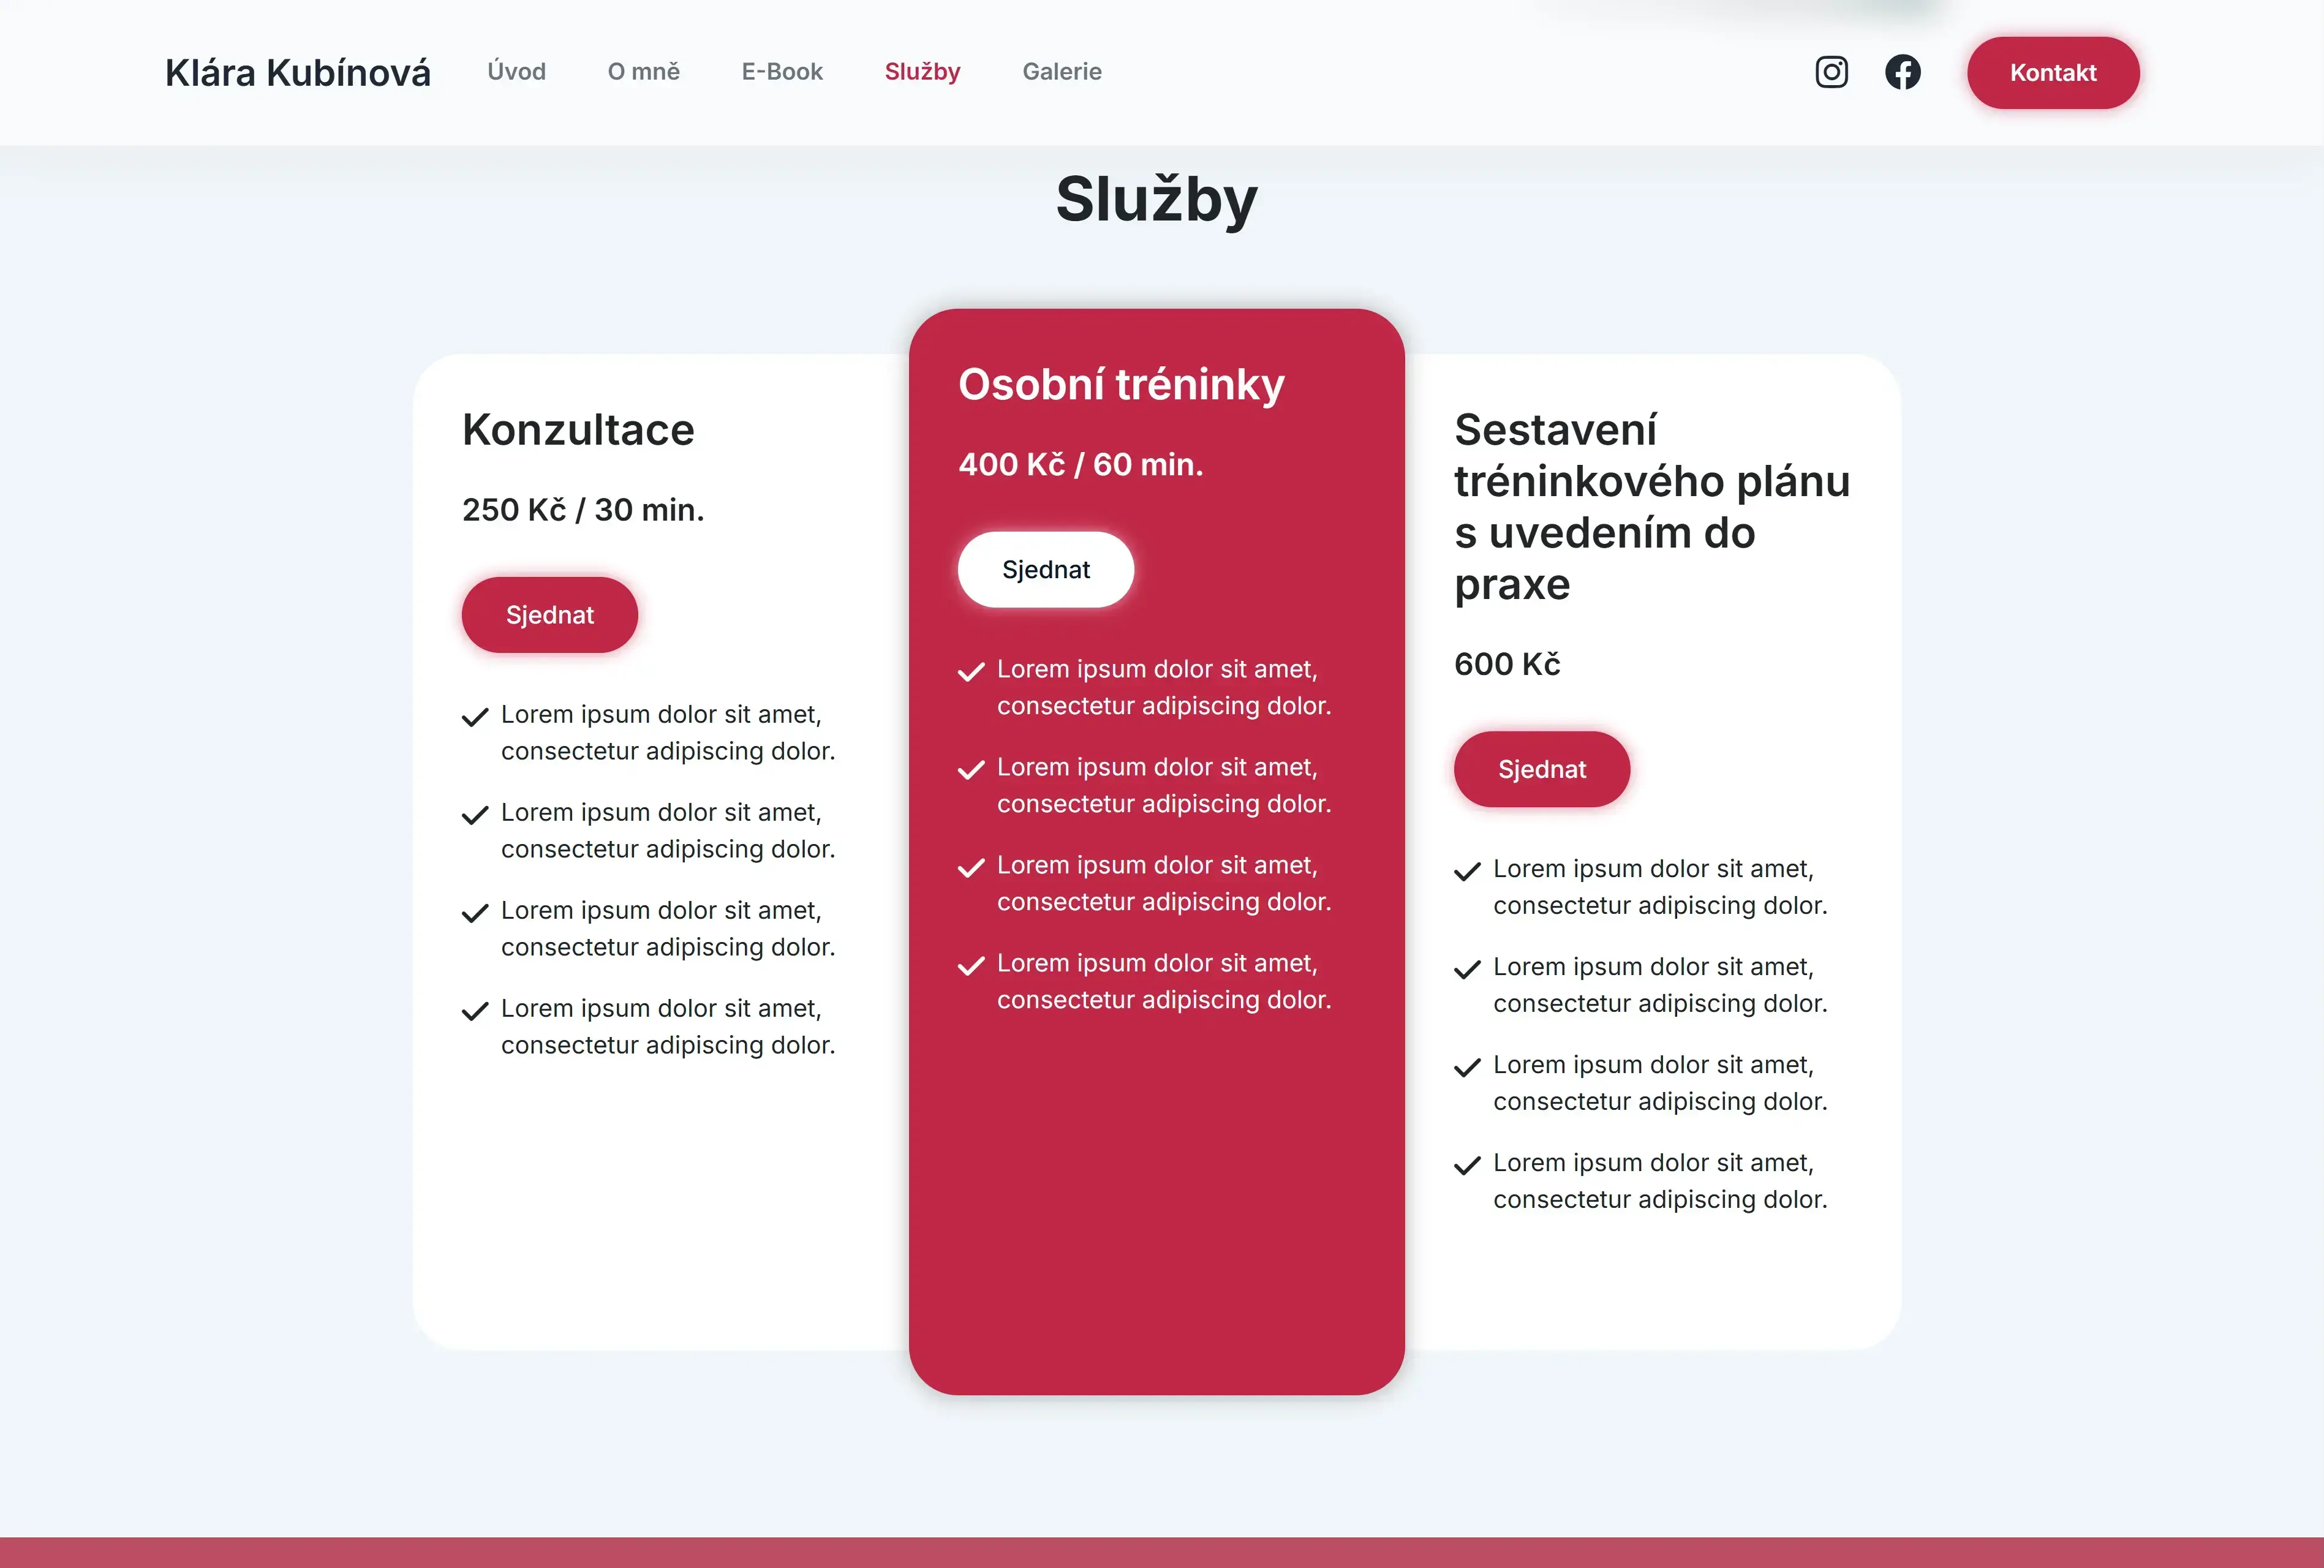 Klára Kubínová
Úvod
O mně
E-Book
Služby
Galerie
Kontakt
Služby
Konzultace
250 Kč / 30 min.
Sjednat
Lorem ipsum dolor sit amet,
consectetur adipiscing dolor.
Lorem ipsum dolor sit amet,
consectetur adipiscing dolor.
Lorem ipsum dolor sit amet,
consectetur adipiscing dolor.
Lorem ipsum dolor sit amet,
consectetur adipiscing dolor.
Osobní tréninky
400 Kč / 60 min.
Sjednat
Lorem ipsum dolor sit amet,
consectetur adipiscing dolor.
Lorem ipsum dolor sit amet,
consectetur adipiscing dolor.
Lorem ipsum dolor sit amet,
consectetur adipiscing dolor.
Lorem ipsum dolor sit amet,
consectetur adipiscing dolor.
Sestavení
tréninkového plánu
s uvedením do
praxe
600 Kč
Sjednat
Lorem ipsum dolor sit amet,
consectetur adipiscing dolor.
Lorem ipsum dolor sit amet,
consectetur adipiscing dolor.
Lorem ipsum dolor sit amet,
consectetur adipiscing dolor.
Lorem ipsum dolor sit amet,
consectetur adipiscing dolor.